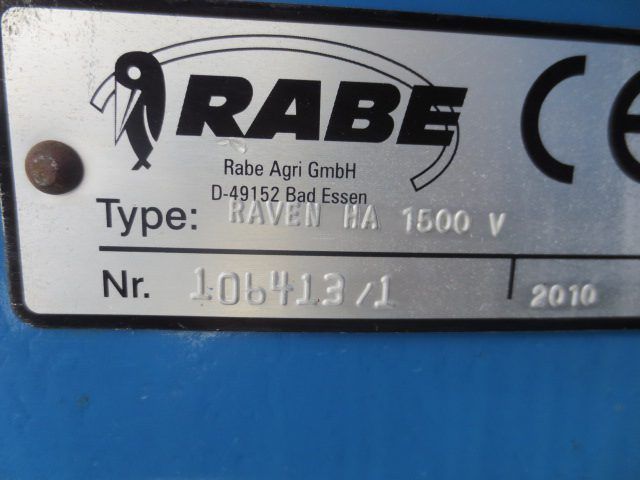 RABE
CE
Rabe Agri GmbH
D-49152 Bad Essen
Type: RAVEN HA 1500 V
Nr. 106413/1 2010